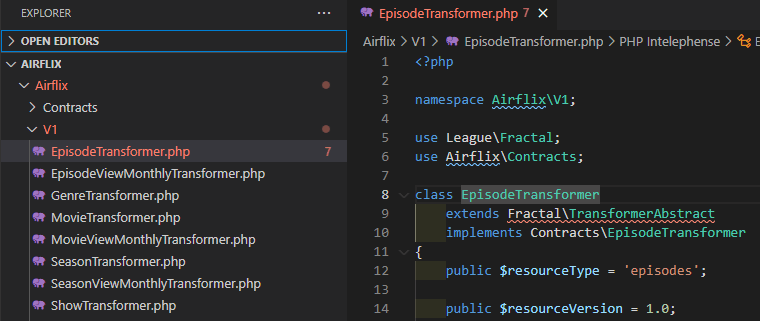 EXPLORER
OPEN EDITORS
AIRFLIX
Airflix
Contracts
V1
EpisodeTransformer.php 7
EpisodeViewMonthlyTransformer.php
GenreTransformer.php
MovieTransformer.php
MovieViewMonthlyTransformer.php
SeasonTransformer.php
SeasonViewMonthlyTransformer.php
ShowTransformer.php
EpisodeTransformer.php 7
Airflix > V1 > EpisodeTransformer.php > PHP Intelephense >
1 <?php
2
3 namespace Airflix\V1;
4
5 use League\Fractal;
6 use Airflix\Contracts;
7
8 class EpisodeTransformer
9 extends Fractal\TransformerAbstract
10 implements Contracts\EpisodeTransformer
11 {
12 public $resourceType = 'episodes';
13
14 public $resourceVersion = 1.0;